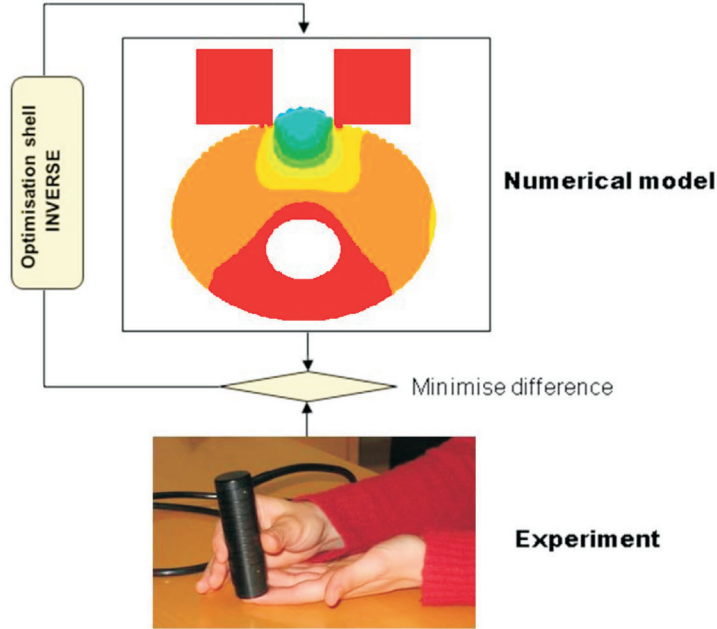 Optimisation shell
INVERSE
Numerical model
Minimise difference
Experiment